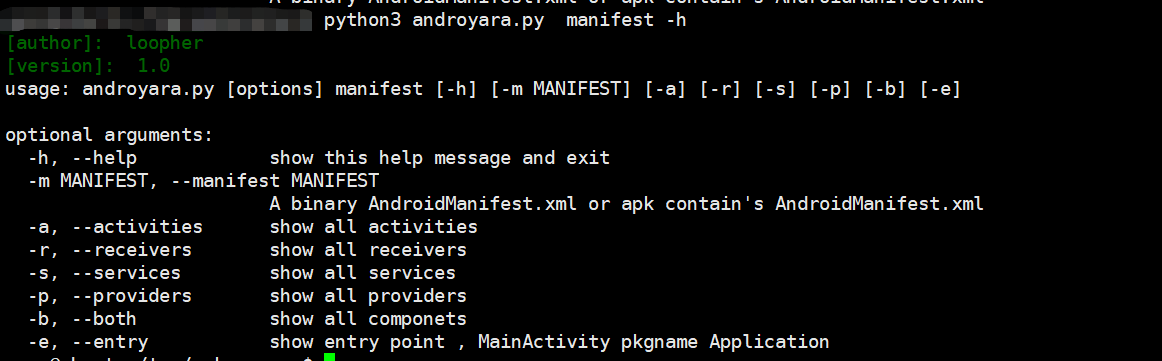 A binary AndroidManifest.xml or apk contain's AndroidManifest.xml
python3 androyara.py  manifest -h
[author]:  loopher
[version]:  1.0
usage: androyara.py [options] manifest [-h] [-m MANIFEST] [-a] [-r] [-s] [-p] [-b] [-e]
optional arguments:
-h, --help            show this help message and exit
-m MANIFEST, --manifest MANIFEST
A binary AndroidManifest.xml or apk contain's AndroidManifest.xml
-a, --activities      show all activities
-r, --receivers       show all receivers
-s, --services        show all services
-p, --providers       show all providers
-b, --both            show all componets
-e, --entry           show entry point , MainActivity pkgname Application